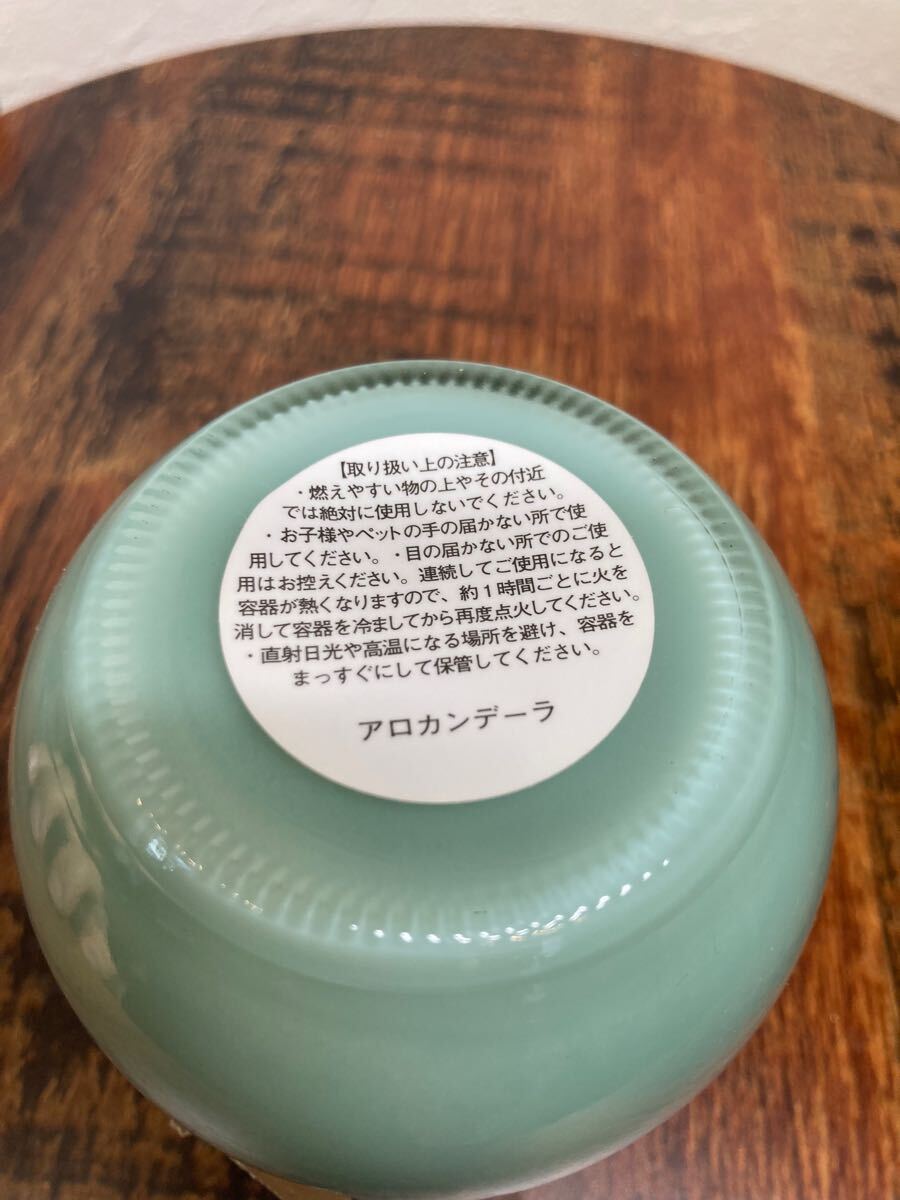 【取り扱い上の注意】
・燃えやすい物の上やその付近
では絶対に使用しないでください。
・お子様やペットの手の届かない所で使
用してください。・目の届かない所でのご使
用はお控えください。連続してご使用になると
容器が熱くなりますので、約1時間ごとに火を
消して容器を冷ましてから再度点火してください。
・直射日光や高温になる場所を避け、容器を
まっすぐにして保管してください。
アロカンデーラ